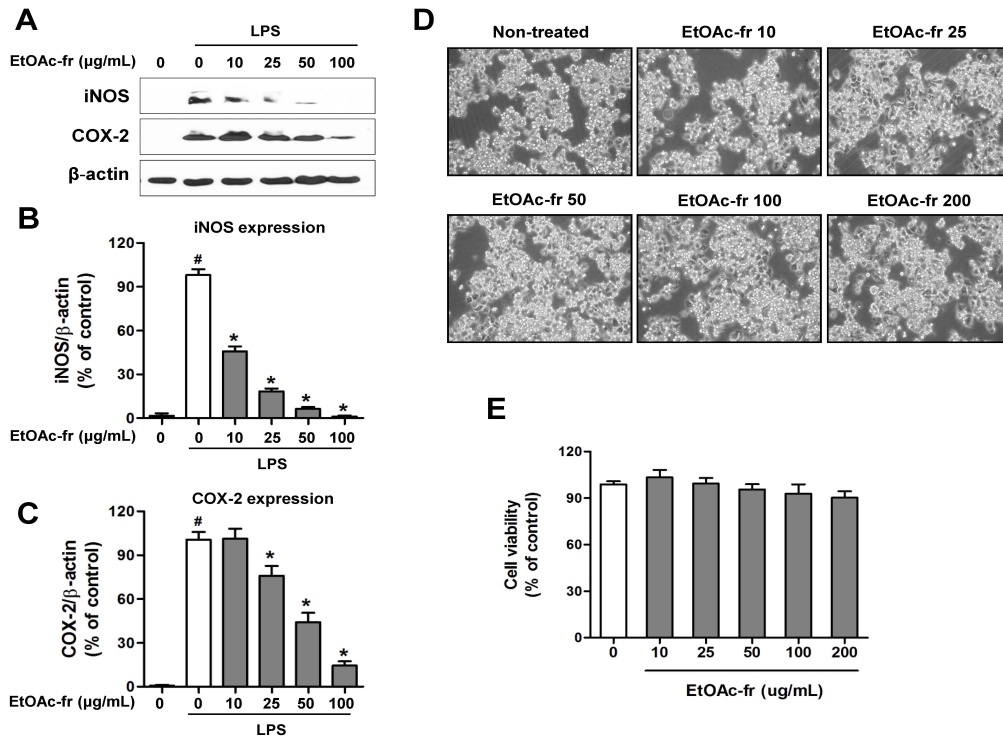 A
LPS
EtOAc-fr (µg/mL) 0 0 10 25 50 100
iNOS
COX-2
β-actin
B
iNOS expression
iNOS/β-actin
(% of control)
120
90
60
30
0
#
*
*
*
*
EtOAc-fr (µg/mL) 0 0 10 25 50 100
LPS
C
COX-2 expression
COX-2/β-actin
(% of control)
120
90
60
30
0
#
*
*
*
EtOAc-fr (µg/mL) 0 0 10 25 50 100
LPS
D
Non-treated EtOAc-fr 10 EtOAc-fr 25
EtOAc-fr 50 EtOAc-fr 100 EtOAc-fr 200
E
Cell viability
(% of control)
120
90
60
30
0
0 10 25 50 100 200
EtOAc-fr (ug/mL)